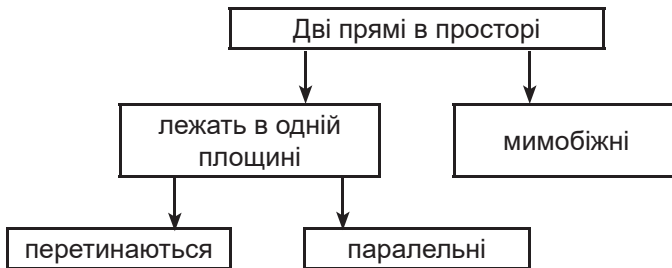 Дві прямі в просторі
лежать в одній
площині
мимобіжні
перетинаються
паралельні